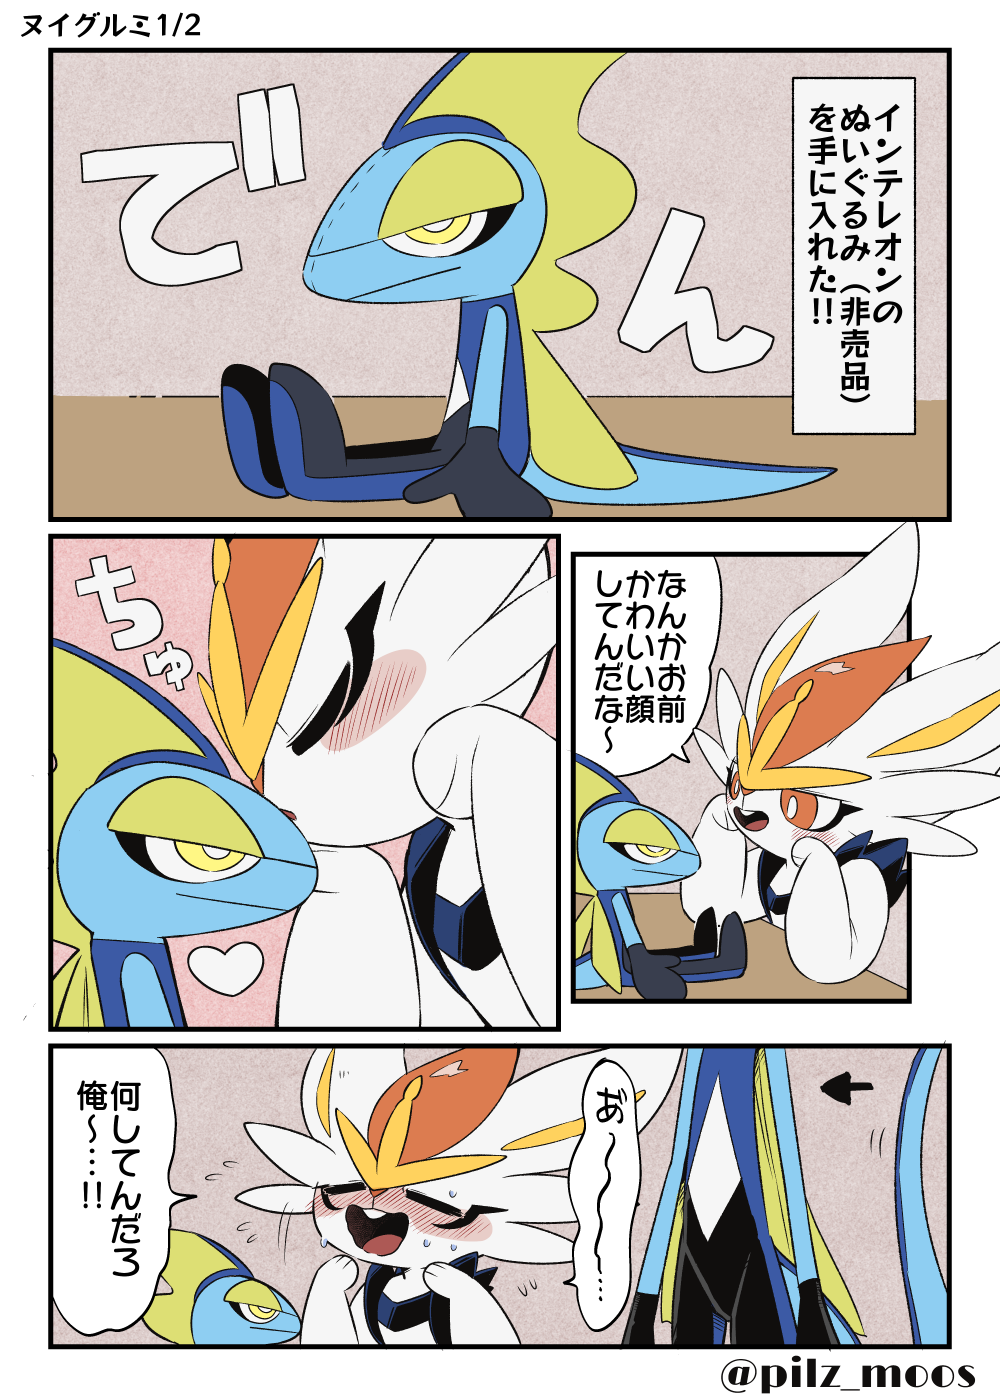 ヌイグルミ1/2
インテレオンの
ぬいぐるみ（非売品）
を手に入れた!!
でん
なんかお前
かわいい顔
してんだな～
ちゅ
あ゛～～～～…
何してんだろ
俺～…!!
@pilz_moos